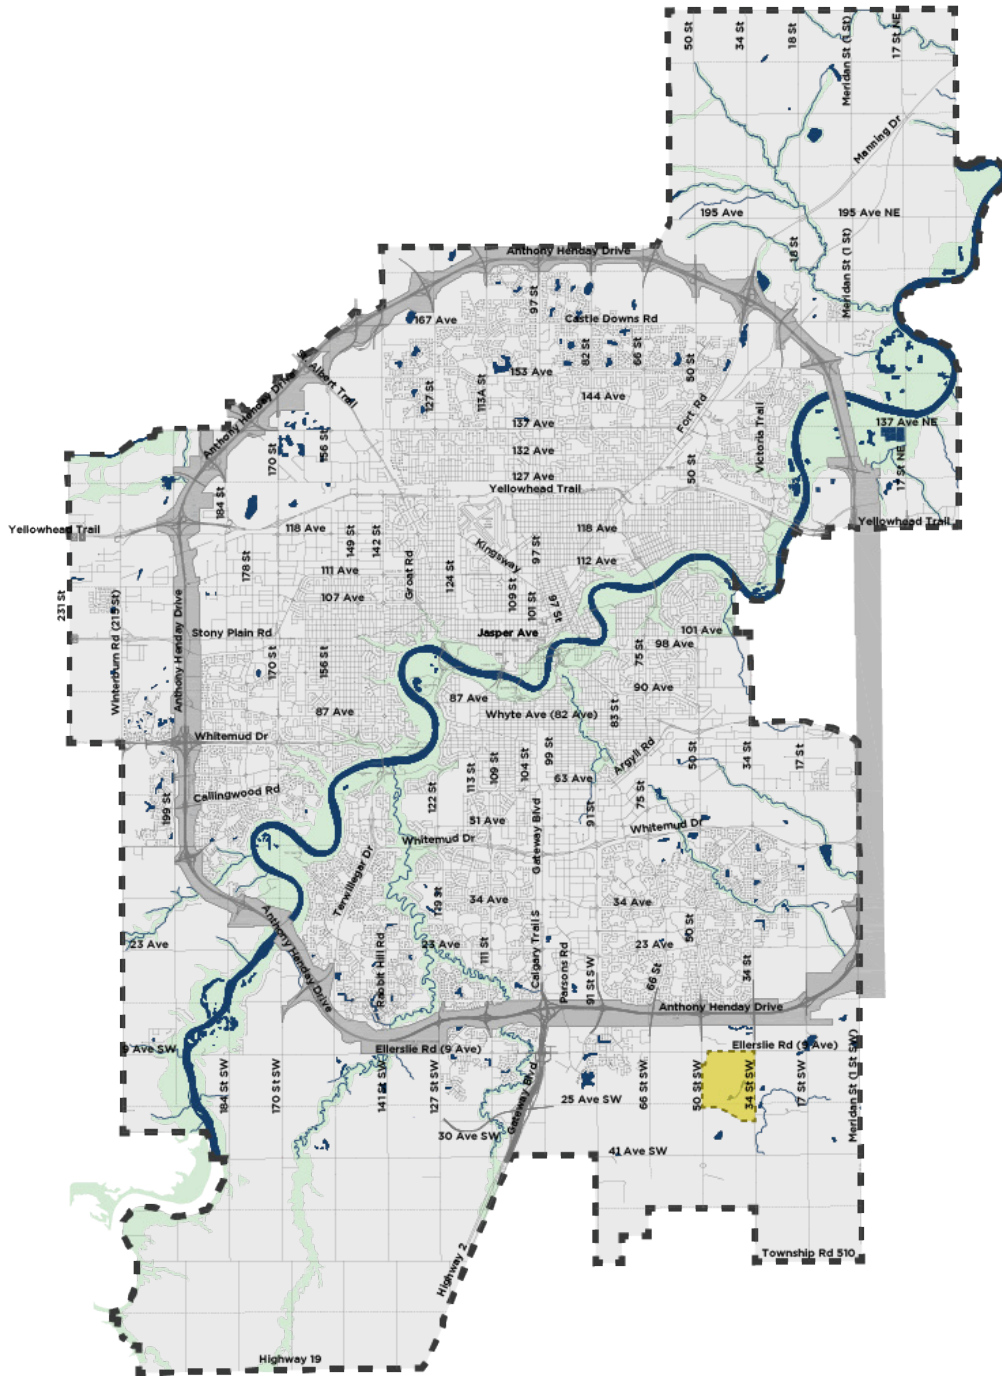 50 St
34 St
18 St
Meridan St (1 St)
17 St NE
Manning Dr
195 Ave
195 Ave NE
18 St
Meridan St (1 St)
Anthony Henday Drive
97 St
167 Ave
Castle Downs Rd
82 St
66 St
50 St
St Albert Trail
153 Ave
127 St
113A St
144 Ave
Anthony Henday Drive
Fort Rd
Victoria Trail
137 Ave
137 Ave NE
156 St
170 St
132 Ave
127 Ave
50 St
17 St NE
Yellowhead Trail
184 St
Yellowhead Trail
118 Ave
118 Ave
Yellowhead Trail
149 St
142 St
Kingsway
97 St
112 Ave
178 St
111 Ave
Groat Rd
124 St
109 St
101 St
97 St
107 Ave
231 St
Winterburn Rd (215 St)
Anthony Henday Drive
Stony Plain Rd
Jasper Ave
101 Ave
98 Ave
75 St
170 St
156 St
90 Ave
87 Ave
87 Ave
Whyte Ave (82 Ave)
83 St
Whitemud Dr
Argyll Rd
50 St
34 St
17 St
113 St
109 St
104 St
99 St
63 Ave
122 St
75 St
Callingwood Rd
199 St
51 Ave
91 St
Gateway Blvd
Whitemud Dr
Whitemud Dr
Terwillegar Dr
129 St
34 Ave
34 Ave
50 St
23 Ave
Anthony Henday Drive
Rabbit Hill Rd
23 Ave
111 St
Calgary Trail S
Parsons Rd
91 St SW
23 Ave
66 St
34 St
Anthony Henday Drive
9 Ave SW
Ellerslie Rd (9 Ave)
Ellerslie Rd (9 Ave)
184 St SW
170 St SW
141 St SW
127 St SW
Gateway Blvd
25 Ave SW
66 St SW
50 St SW
34 St SW
17 St SW
Meridan St (1 St SW)
30 Ave SW
41 Ave SW
Highway 2
Township Rd 510
Highway 19